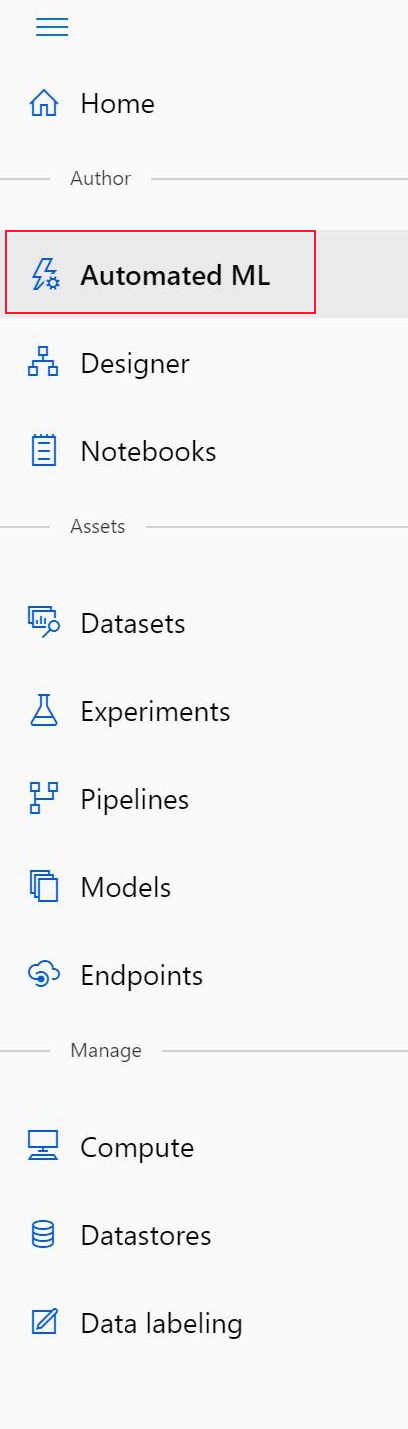 Home
Author
Automated ML
Designer
Notebooks
Assets
Datasets
Experiments
Pipelines
Models
Endpoints
Manage
Compute
Datastores
Data labeling